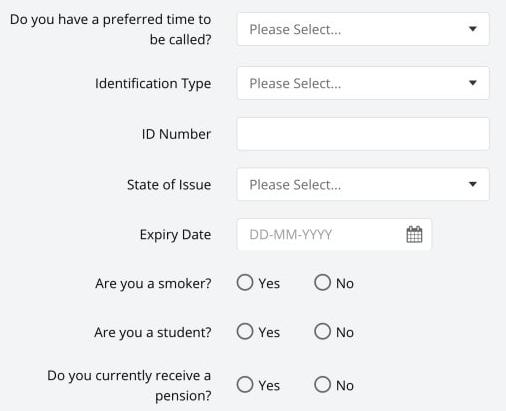 Do you have a preferred time to
be called?
Please Select...
Identification Type
Please Select...
ID Number
State of Issue
Please Select...
Expiry Date
DD-MM-YYYY
Are you a smoker?
Yes
No
Are you a student?
Yes
No
Do you currently receive a
pension?
Yes
No